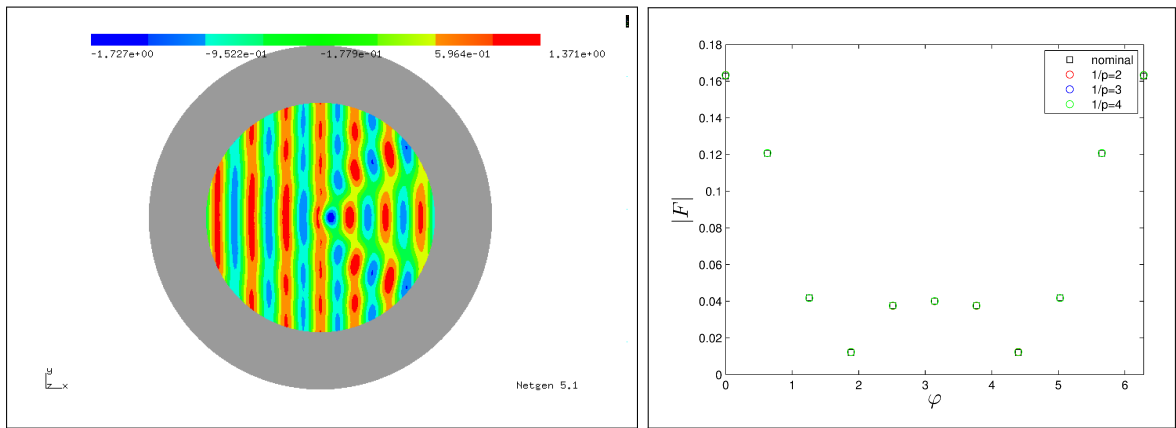 -1.727e+00 -9.522e-01 -1.779e-01 5.964e-01 1.371e+00
y
z x
Netgen 5.1
0.18
0.16
0.14
0.12
0.1
0.08
0.06
0.04
0.02
0
|F|
nominal
1/p=2
1/p=3
1/p=4
0 1 2 3 4 5 6
φ